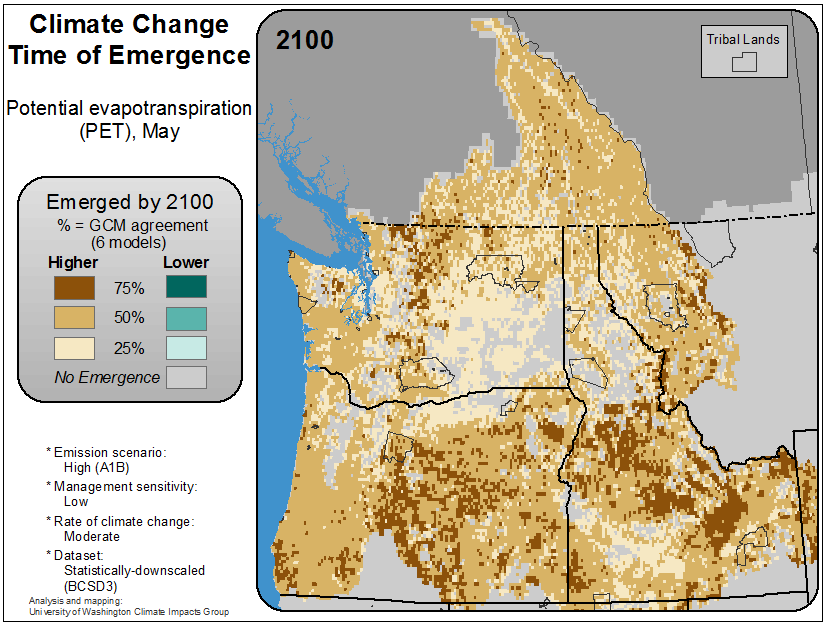 Climate Change
Time of Emergence
Potential evapotranspiration
(PET), May
Emerged by 2100
% = GCM agreement
(6 models)
Higher Lower
75%
50%
25%
No Emergence
* Emission scenario:
High (A1B)
* Management sensitivity:
Low
* Rate of climate change:
Moderate
* Dataset:
Statistically-downscaled
(BCSD3)
Analysis and mapping:
University of Washington Climate Impacts Group
2100
Tribal Lands